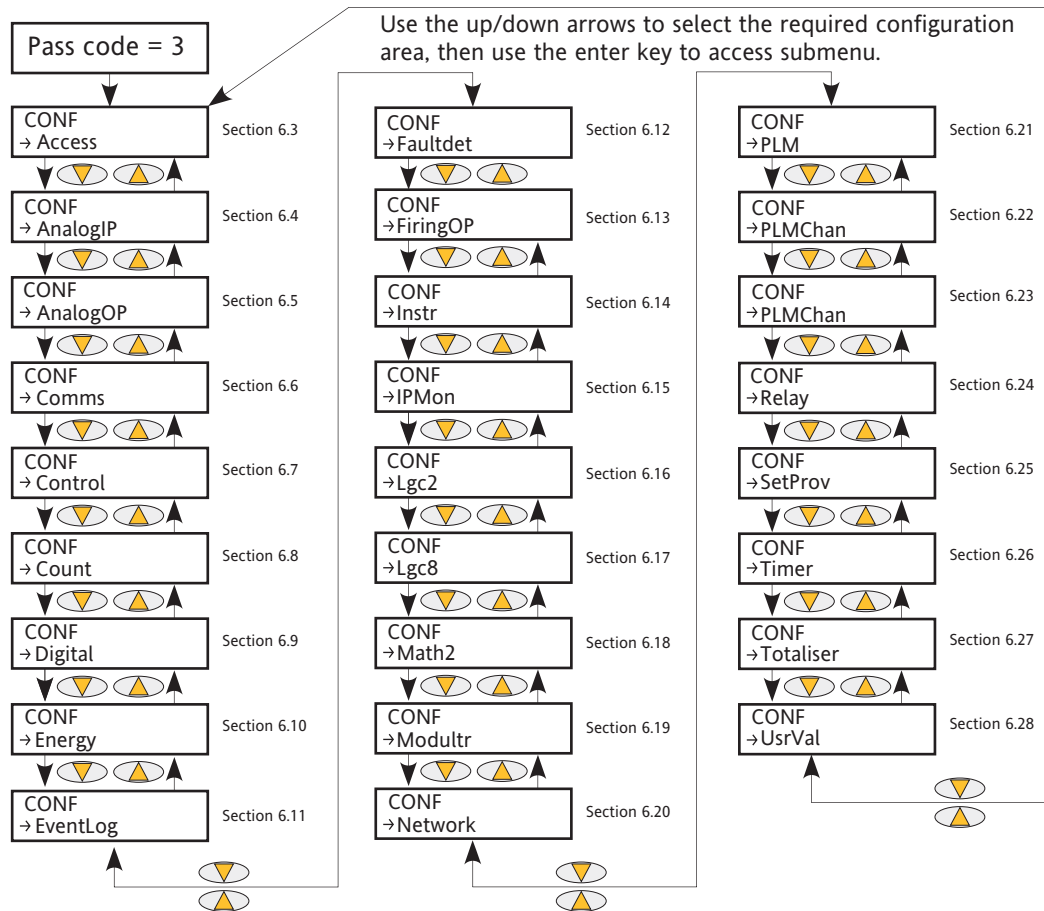 Pass code = 3
Use the up/down arrows to select the required configuration
area, then use the enter key to access submenu.
CONF
→Access
Section 6.3
CONF
→AnalogIP
Section 6.4
CONF
→AnalogOP
Section 6.5
CONF
→Comms
Section 6.6
CONF
→Control
Section 6.7
CONF
→Count
Section 6.8
CONF
→Digital
Section 6.9
CONF
→Energy
Section 6.10
CONF
→EventLog
Section 6.11
CONF
→Faultdet
Section 6.12
CONF
→FiringOP
Section 6.13
CONF
→Instr
Section 6.14
CONF
→IPMon
Section 6.15
CONF
→Lgc2
Section 6.16
CONF
→Lgc8
Section 6.17
CONF
→Math2
Section 6.18
CONF
→Modultr
Section 6.19
CONF
→Network
Section 6.20
CONF
→PLM
Section 6.21
CONF
→PLMChan
Section 6.22
CONF
→PLMChan
Section 6.23
CONF
→Relay
Section 6.24
CONF
→SetProv
Section 6.25
CONF
→Timer
Section 6.26
CONF
→Totaliser
Section 6.27
CONF
→UsrVal
Section 6.28